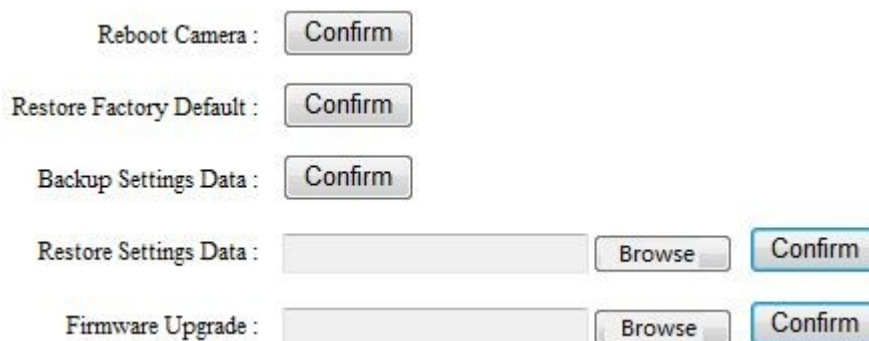 Reboot Camera : Confirm
Restore Factory Default : Confirm
Backup Settings Data : Confirm
Restore Settings Data : Browse Confirm
Firmware Upgrade : Browse Confirm